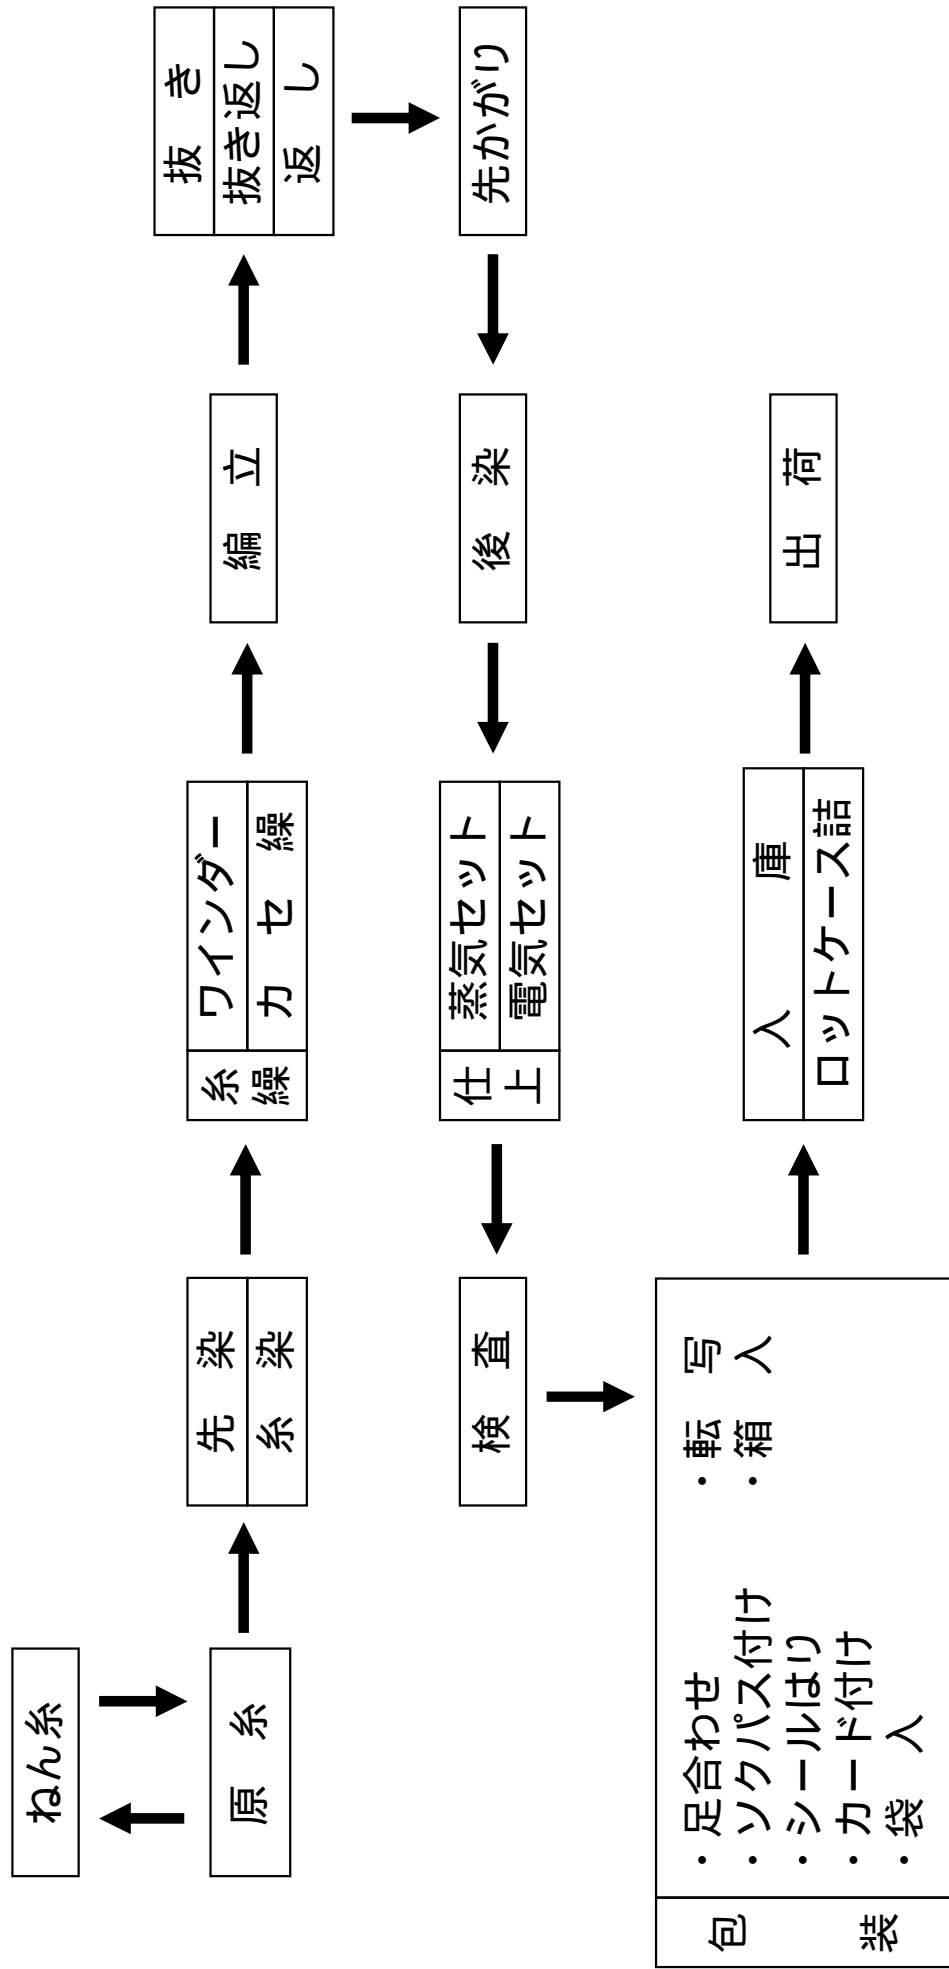 ねん糸
原糸
先染
糸染
糸繰
ワインダー
カセ繰
編立
抜き
抜き返し
返し
先かがり
後染
仕上
蒸気セット
電気セット
検査
包装
・足合わせ
・ソクパス付け
・シールはり
・カード付け
・袋入
・転写
・箱入
入庫
ロットケース詰
出荷